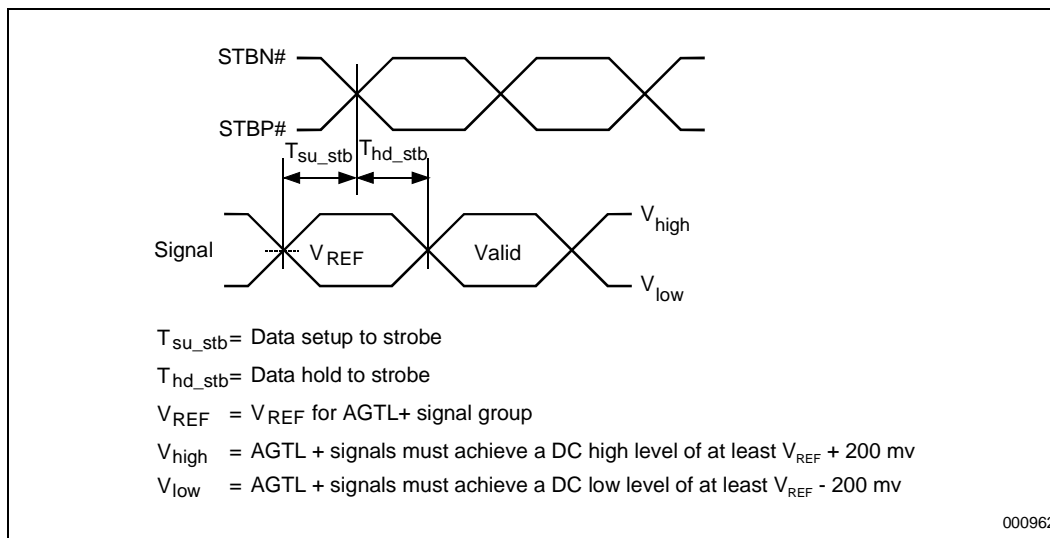 STBN#
STBP#
Tsu_stb Thd_stb
Signal VREF Valid Vhigh
Vlow
Tsu_stb= Data setup to strobe
Thd_stb= Data hold to strobe
VREF = VREF for AGTL+ signal group
Vhigh = AGTL + signals must achieve a DC high level of at least VREF + 200 mv
Vlow = AGTL + signals must achieve a DC low level of at least VREF - 200 mv
000962